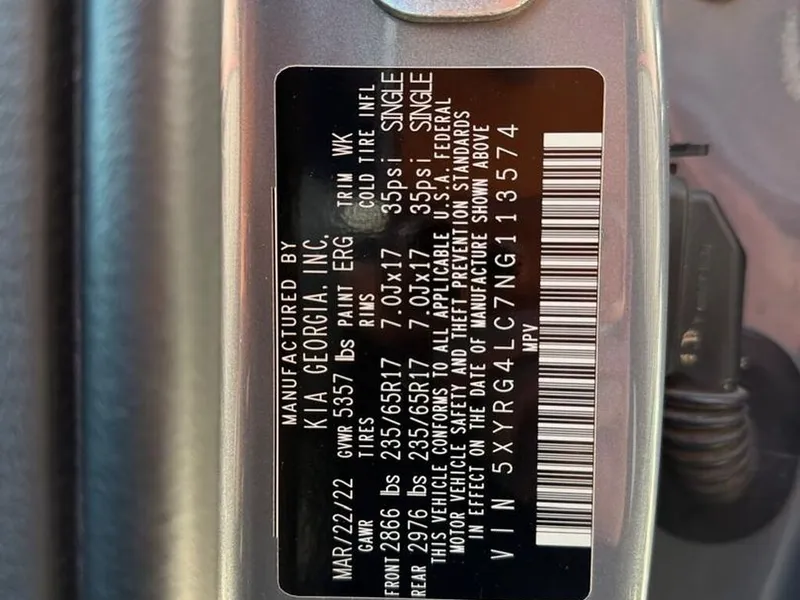 MANUFACTURED BY
KIA GEORGIA, INC.
MAR/22/22 GVWR 5357 lbs PAINT ERG TRIM WK
GAWR TIRES RIMS COLD TIRE INFL
FRONT 2866 lbs 235/65R17 7.0Jx17 35psi SINGLE
REAR 2976 lbs 235/65R17 7.0Jx17 35psi SINGLE
THIS VEHICLE CONFORMS TO ALL APPLICABLE U.S.A. FEDERAL
MOTOR VEHICLE SAFETY AND THEFT PREVENTION STANDARDS
IN EFFECT ON THE DATE OF MANUFACTURE SHOWN ABOVE
VIN 5XYRG4LC7NG113574
MPV